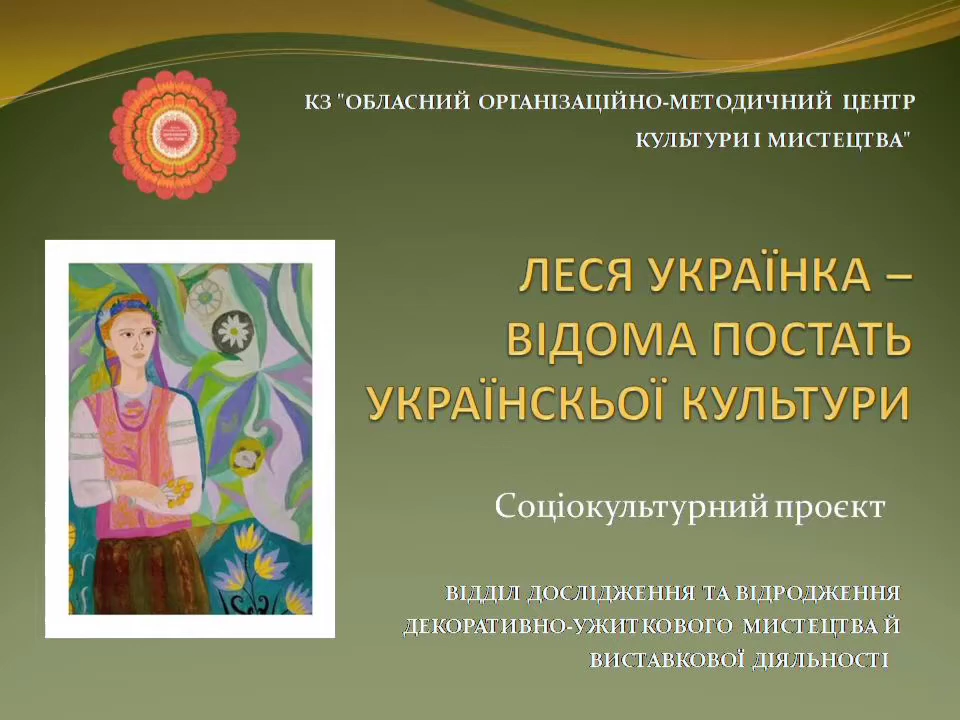 КЗ "ОБЛАСНИЙ ОРГАНІЗАЦІЙНО-МЕТОДИЧНИЙ ЦЕНТР
КУЛЬТУРИ І МИСТЕЦТВА"
ЛЕСЯ УКРАЇНКА –
ВІДОМА ПОСТАТЬ
УКРАЇНСКЬОЇ КУЛЬТУРИ
Соціокультурний проєкт
ВІДДІЛ ДОСЛІДЖЕННЯ ТА ВІДРОДЖЕННЯ
ДЕКОРАТИВНО-УЖИТКОВОГО МИСТЕЦТВА Й
ВИСТАВКОВОЇ ДІЯЛЬНОСТІ